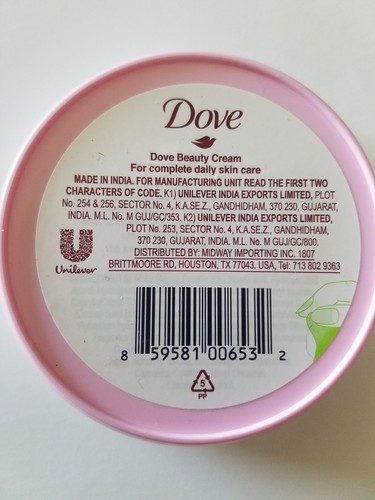 Dove
Dove Beauty Cream
For complete daily skin care
MADE IN INDIA. FOR MANUFACTURING UNIT READ THE FIRST TWO
CHARACTERS OF CODE. K1) UNILEVER INDIA EXPORTS LIMITED, PLOT
No. 254 & 256, SECTOR No. 4, K.A.SE.Z., GANDHIDHAM, 370 230, GUJARAT,
INDIA. M.L. No. M GUJ/GC/353. K2) UNILEVER INDIA EXPORTS LIMITED,
PLOT No. 253, SECTOR No. 4, K.A.SE.Z., GANDHIDHAM,
370 230, GUJARAT, INDIA. M.L. No. M GUJ/GC/800.
DISTRIBUTED BY: MIDWAY IMPORTING INC. 1807
BRITTMOORE RD, HOUSTON, TX 77043. USA, Tel: 713 802 9363
Unilever
8 59581 00653 2
5
PP